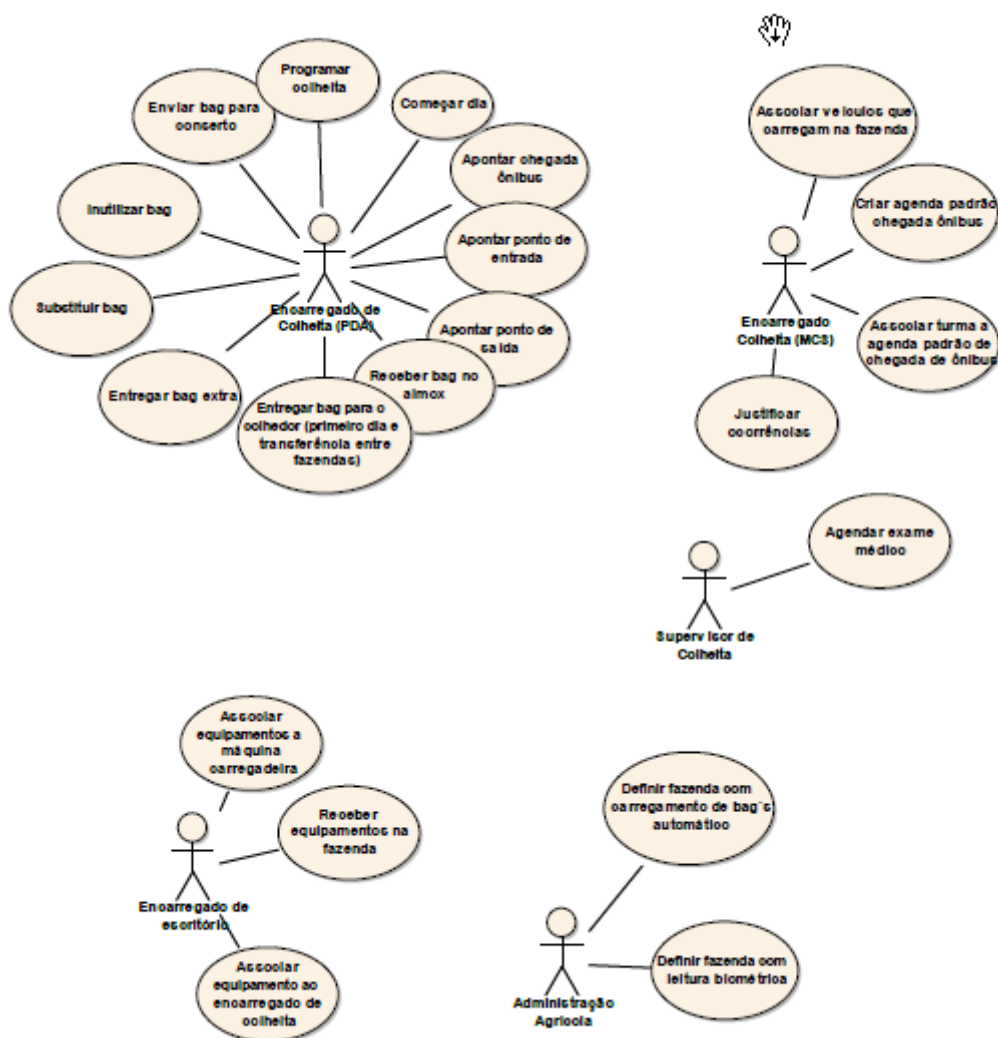 Programar
colheita
Enviar bag para
conserto
Começar dia
Inutilizar bag
Apontar chegada
ônibus
Apontar ponto de
entrada
Substituir bag
Encarregado de
Colheita (PDA)
Apontar ponto de
saída
Entregar bag extra
Receber bag no
almox
Entregar bag para o
colhedor (primeiro dia e
transferência entre
fazendas)
Associar veículos que
carregam na fazenda
Criar agenda padrão
chegada ônibus
Encarregado
Colheita (MCS)
Associar turma a
agenda padrão de
chegada de ônibus
Justificar
ocorrências
Agendar exame
médico
Supervisor de
Colheita
Associar
equipamentos a
máquina
carregadeira
Receber
equipamentos na
fazenda
Encarregado de
escritório
Associar
equipamento ao
encarregado de
colheita
Definir fazenda com
carregamento de bag´s
automático
Definir fazenda com
leitura biométrica
Administração
Agrícola